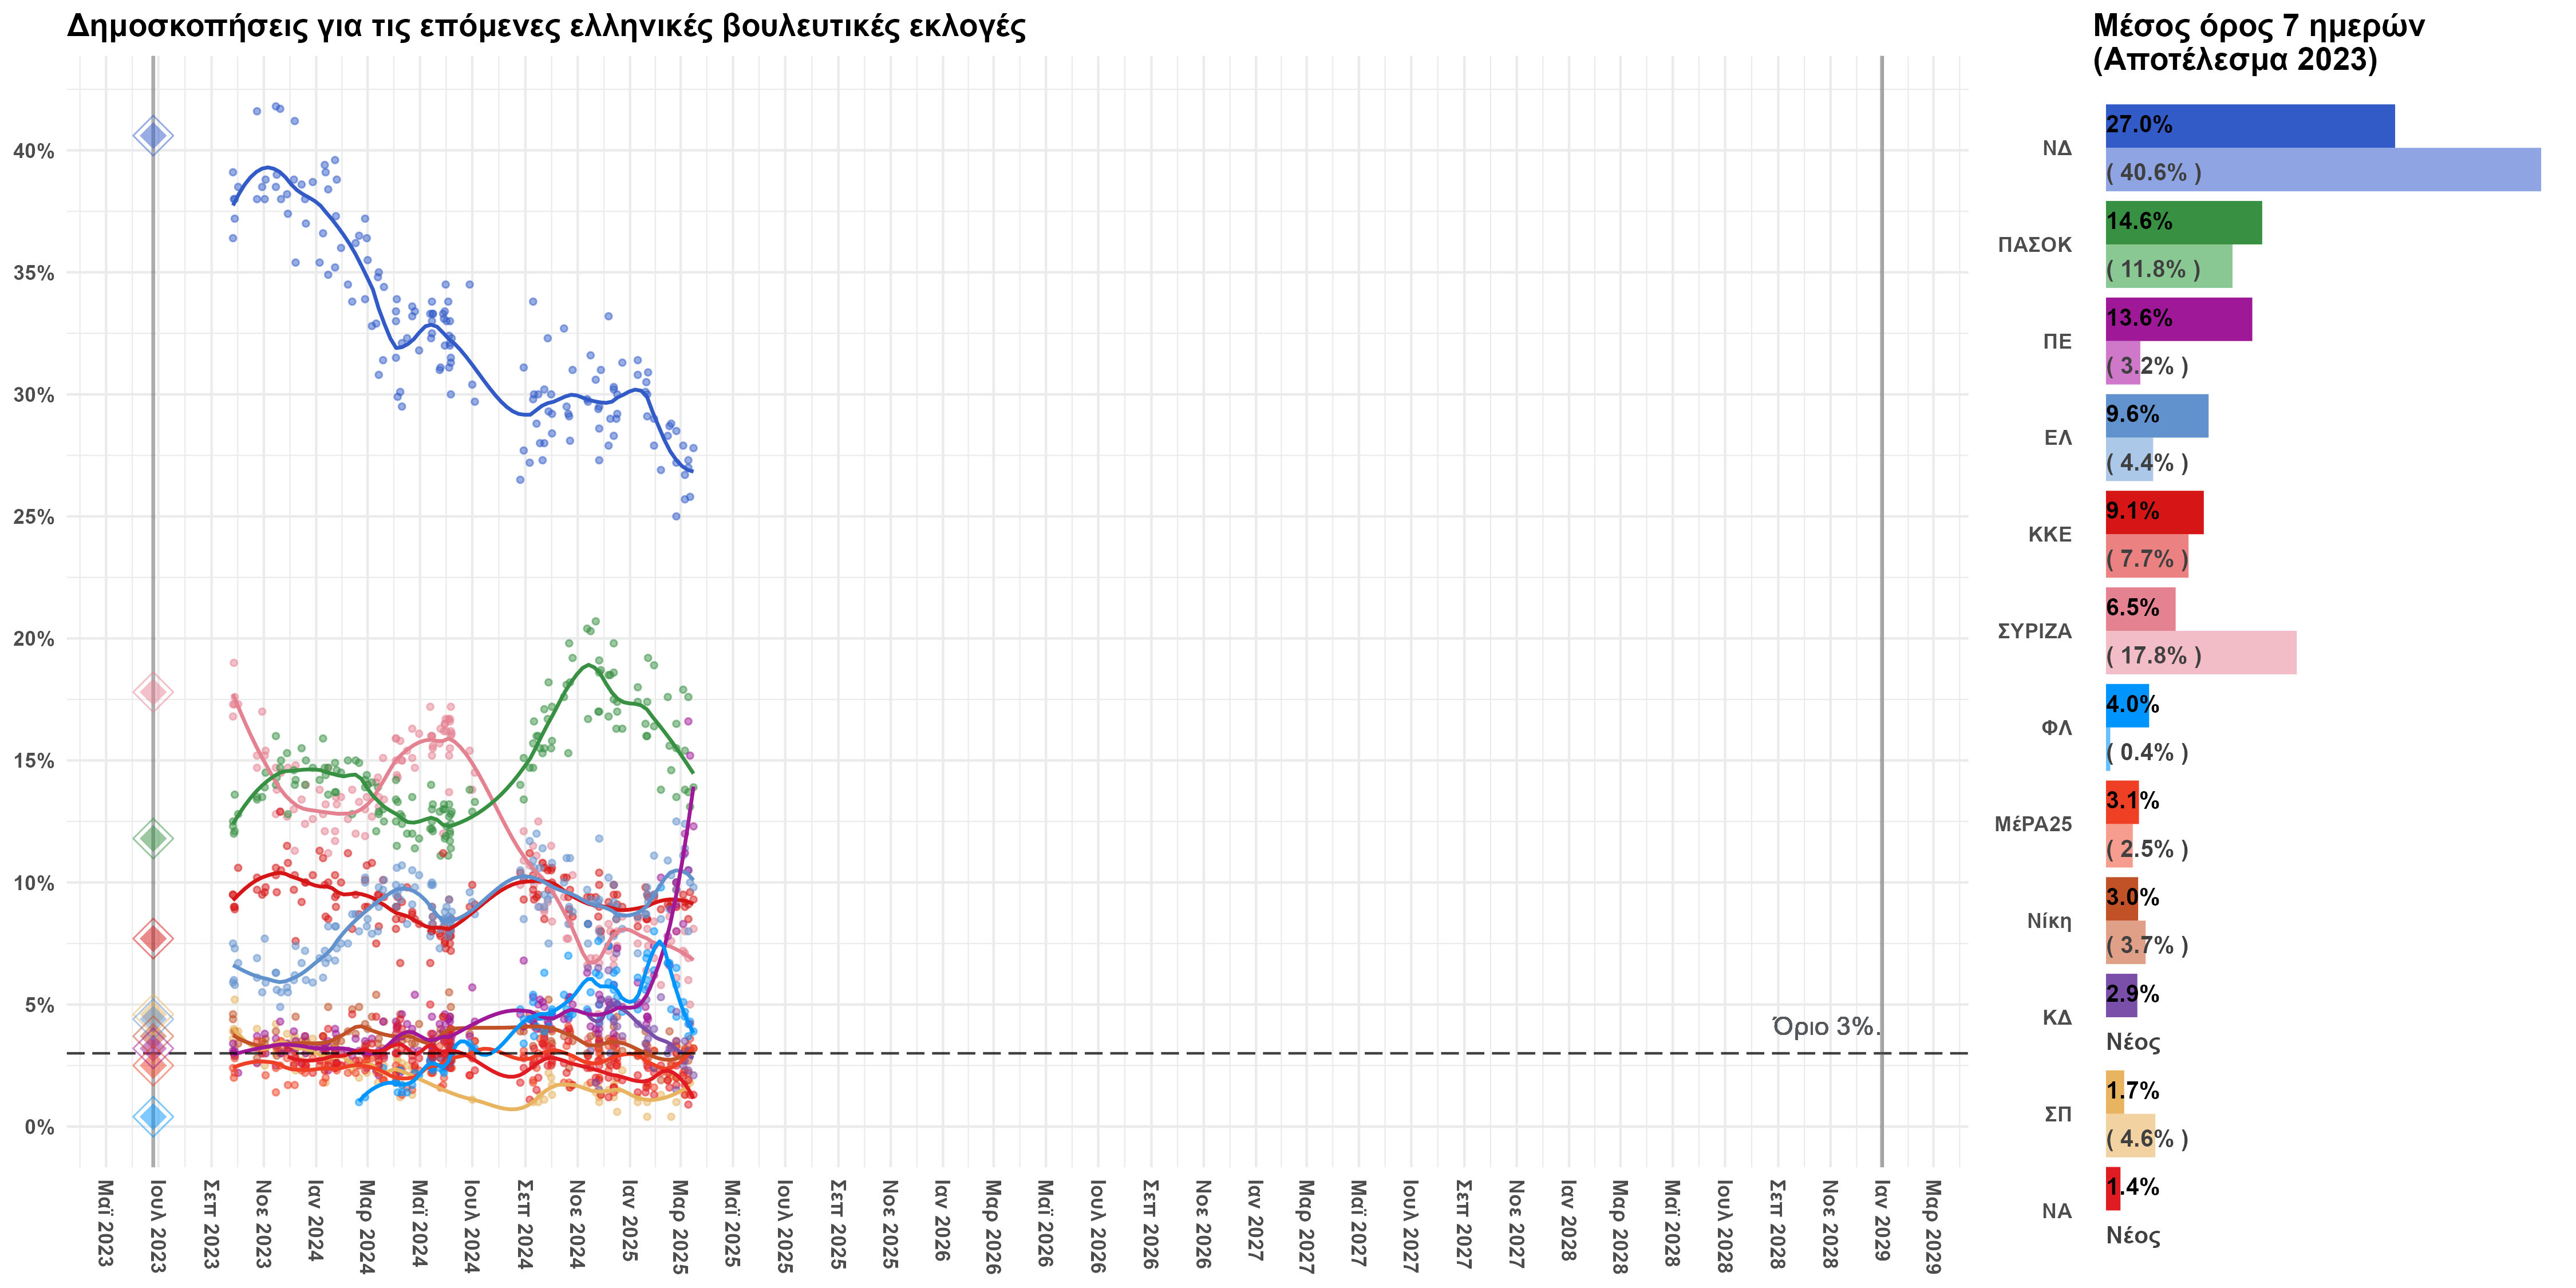 Δημοσκοπήσεις για τις επόμενες ελληνικές βουλευτικές εκλογές
40%
35%
30%
25%
20%
15%
10%
5%
0%
Όριο 3%.
Μαϊ 2023
Ιουλ 2023
Σεπ 2023
Νοε 2023
Ιαν 2024
Μαρ 2024
Μαϊ 2024
Ιουλ 2024
Σεπ 2024
Νοε 2024
Ιαν 2025
Μαρ 2025
Μαϊ 2025
Ιουλ 2025
Σεπ 2025
Νοε 2025
Ιαν 2026
Μαρ 2026
Μαϊ 2026
Ιουλ 2026
Σεπ 2026
Νοε 2026
Ιαν 2027
Μαρ 2027
Μαϊ 2027
Ιουλ 2027
Σεπ 2027
Νοε 2027
Ιαν 2028
Μαρ 2028
Μαϊ 2028
Ιουλ 2028
Σεπ 2028
Νοε 2028
Ιαν 2029
Μαρ 2029
Μέσος όρος 7 ημερών
(Αποτέλεσμα 2023)
ΝΔ
27.0%
( 40.6% )
ΠΑΣΟΚ
14.6%
( 11.8% )
ΠΕ
13.6%
( 3.2% )
ΕΛ
9.6%
( 4.4% )
ΚΚΕ
9.1%
( 7.7% )
ΣΥΡΙΖΑ
6.5%
( 17.8% )
ΦΛ
4.0%
( 0.4% )
ΜέΡΑ25
3.1%
( 2.5% )
Νίκη
3.0%
( 3.7% )
ΚΔ
2.9%
Νέος
ΣΠ
1.7%
( 4.6% )
ΝΑ
1.4%
Νέος